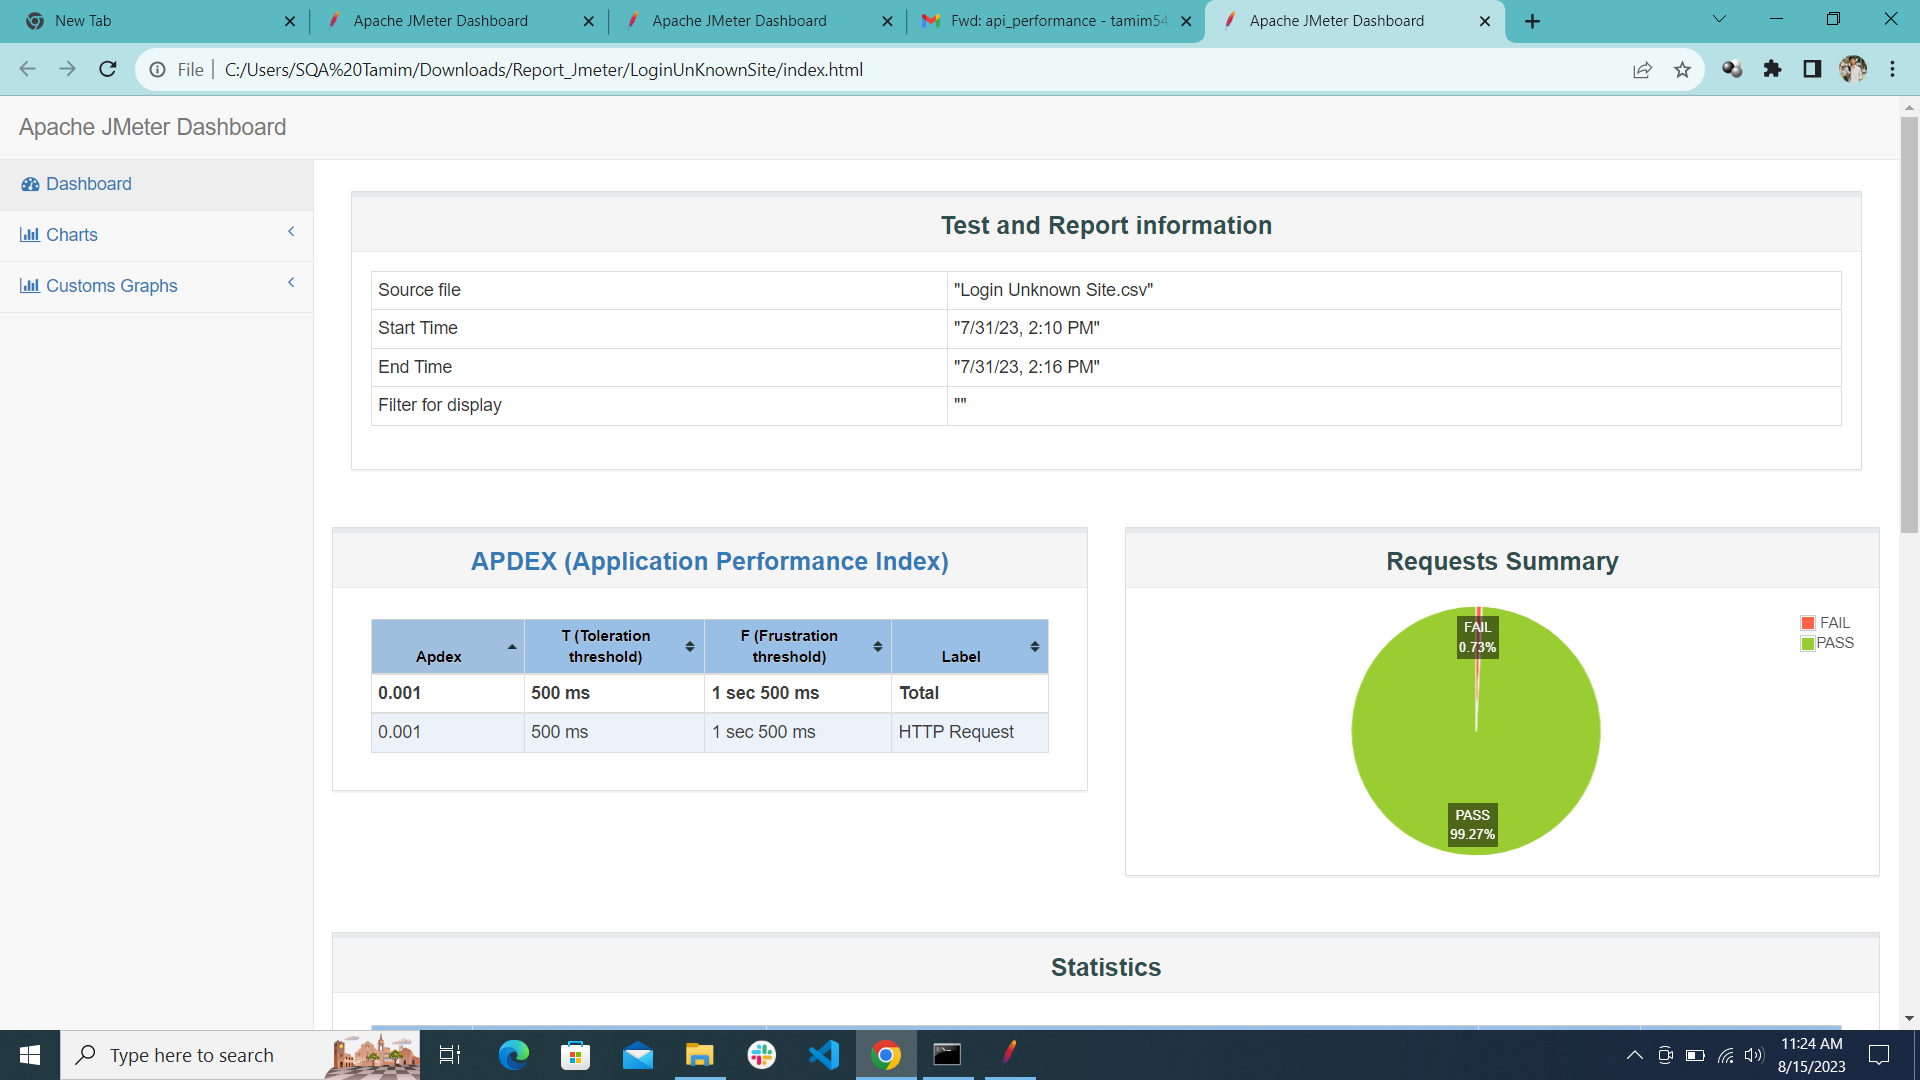 New Tab
Apache JMeter Dashboard
Apache JMeter Dashboard
Fwd: api_performance - tamim54
Apache JMeter Dashboard
File
C:/Users/SQA%20Tamim/Downloads/Report_Jmeter/LoginUnKnownSite/index.html
Apache JMeter Dashboard
Dashboard
Charts
Customs Graphs
Test and Report information
Source file "Login Unknown Site.csv"
Start Time "7/31/23, 2:10 PM"
End Time "7/31/23, 2:16 PM"
Filter for display ""
APDEX (Application Performance Index)
Apdex T (Toleration threshold) F (Frustration threshold) Label
0.001 500 ms 1 sec 500 ms Total
0.001 500 ms 1 sec 500 ms HTTP Request
Requests Summary
FAIL
0.73%
FAIL
PASS
PASS
99.27%
Statistics
Type here to search
11:24 AM
8/15/2023